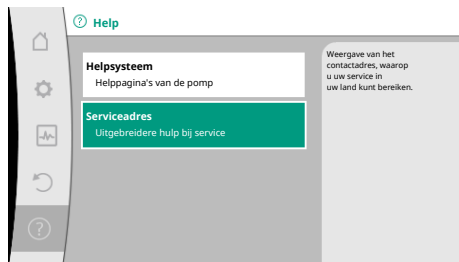 Help
Helpsysteem
Helppagina's van de pomp
Serviceadres
Uitgebreidere hulp bij service
Weergave van het
contactadres, waarop
u uw service in
uw land kunt bereiken.